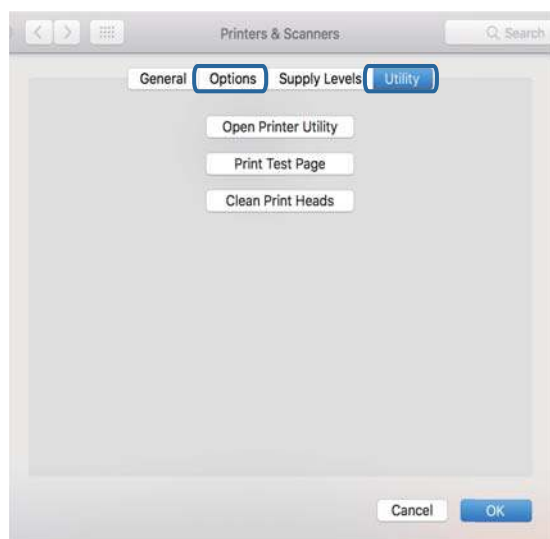 Printers & Scanners Search
General Options Supply Levels Utility
Open Printer Utility
Print Test Page
Clean Print Heads
Cancel OK